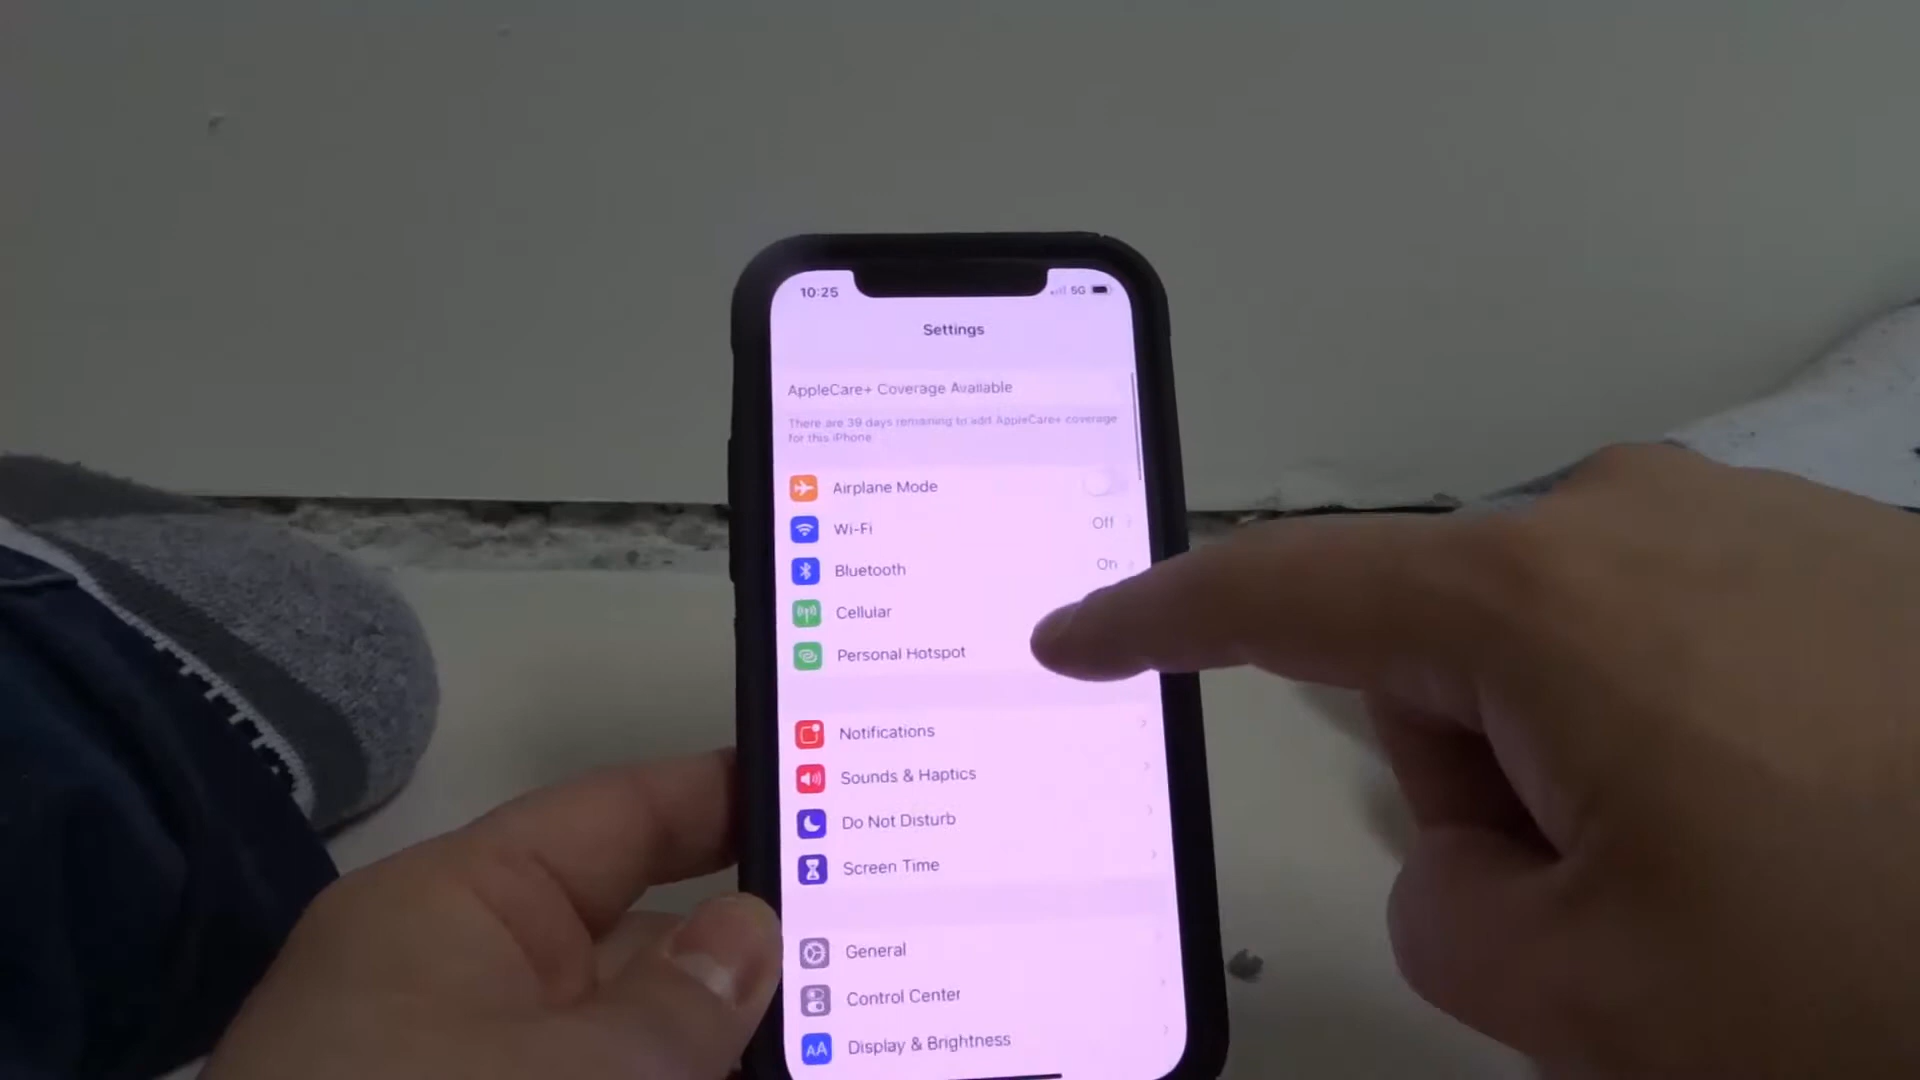 10:25
5G
Settings
AppleCare+ Coverage Available
There are 39 days remaining to add AppleCare+ coverage
for this iPhone
Airplane Mode
Wi-Fi
Off
Bluetooth
On
Cellular
Personal Hotspot
Notifications
Sounds & Haptics
Do Not Disturb
Screen Time
General
Control Center
AA
Display & Brightness